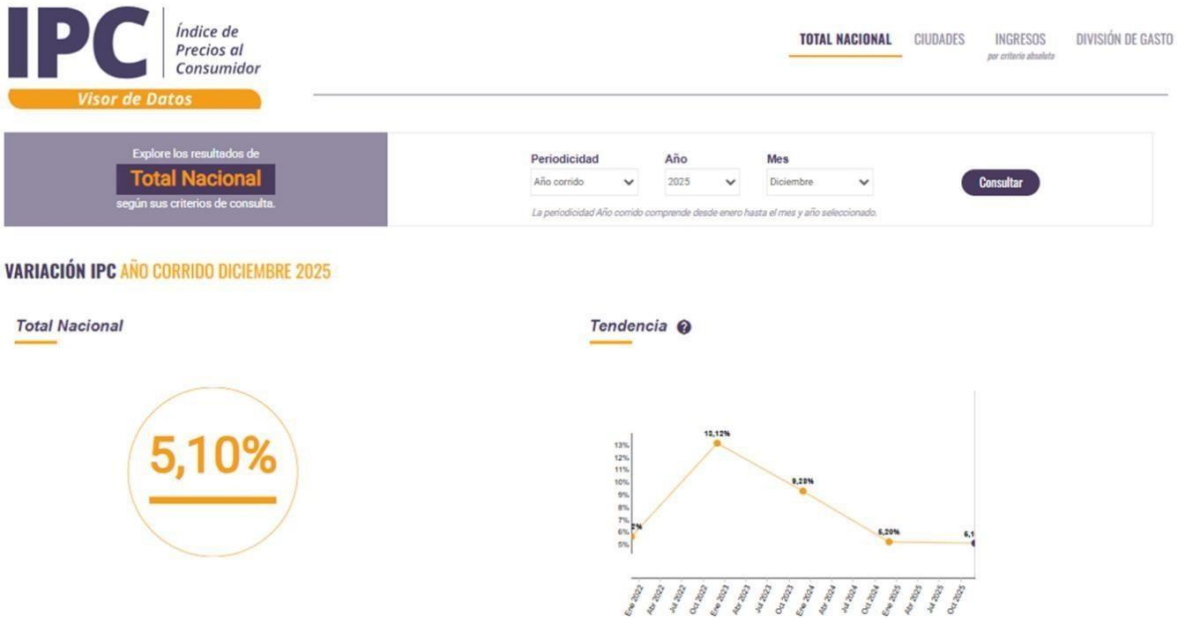 IPC
Índice de
Precios al
Consumidor
Visor de Datos
TOTAL NACIONAL
CIUDADES
INGRESOS
por criterio absoluto
DIVISIÓN DE GASTO
Explore los resultados de
Total Nacional
según sus criterios de consulta.
Periodicidad
Año
Mes
Año corrido
2025
Diciembre
Consultar
La periodicidad Año corrido comprende desde enero hasta el mes y año seleccionado.
VARIACIÓN IPC AÑO CORRIDO DICIEMBRE 2025
Total Nacional
Tendencia ?
5,10%
13%
12%
11%
10%
9%
8%
7%
6%
5%
2%
13,12%
9,28%
5,20%
5,1
Ene 2022
Abr 2022
Jul 2022
Oct 2022
Ene 2023
Abr 2023
Jul 2023
Oct 2023
Ene 2024
Abr 2024
Jul 2024
Oct 2024
Ene 2025
Abr 2025
Jul 2025
Oct 2025